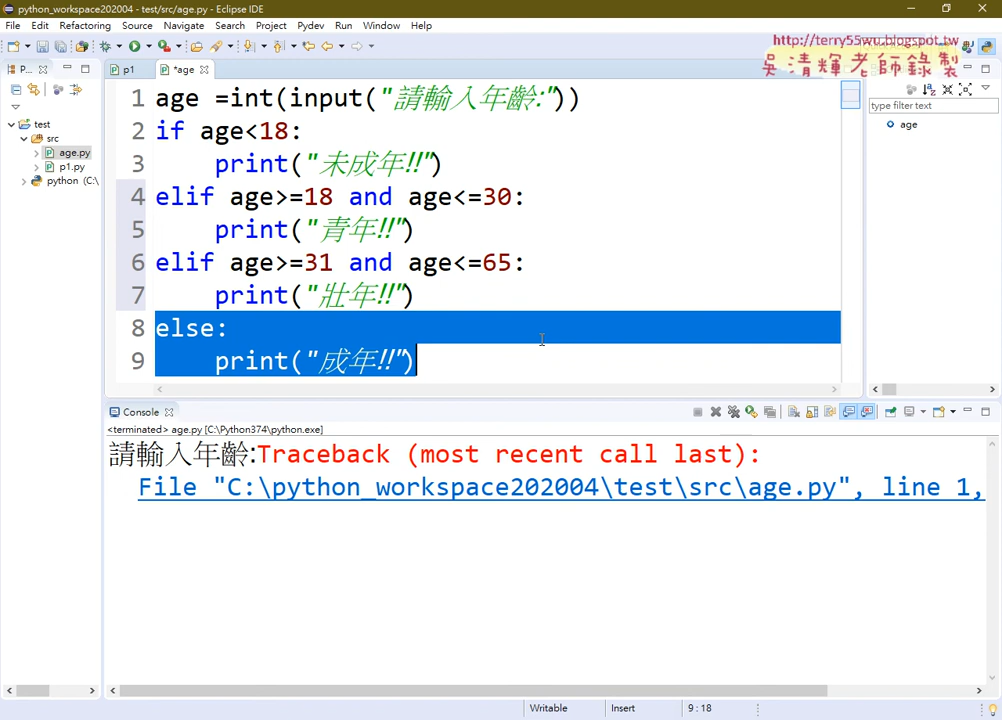 python_workspace202004 - test/src/age.py - Eclipse IDE
File Edit Refactoring Source Navigate Search Project Pydev Run Window Help
http://terry55wu.blogspot.tw
吳清輝老師錄製
P...
p1
*age
type filter text
age
test
src
age.py
p1.py
python (C:\
1 age =int(input("請輸入年齡:"))
2 if age<18:
3 print("未成年!!")
4 elif age>=18 and age<=30:
5 print("青年!!")
6 elif age>=31 and age<=65:
7 print("壯年!!")
8 else:
9 print("成年!!")
Console
<terminated> age.py [C:\Python374\python.exe]
請輸入年齡:Traceback (most recent call last):
File "C:\python_workspace202004\test\src\age.py", line 1,
Writable Insert 9 : 18